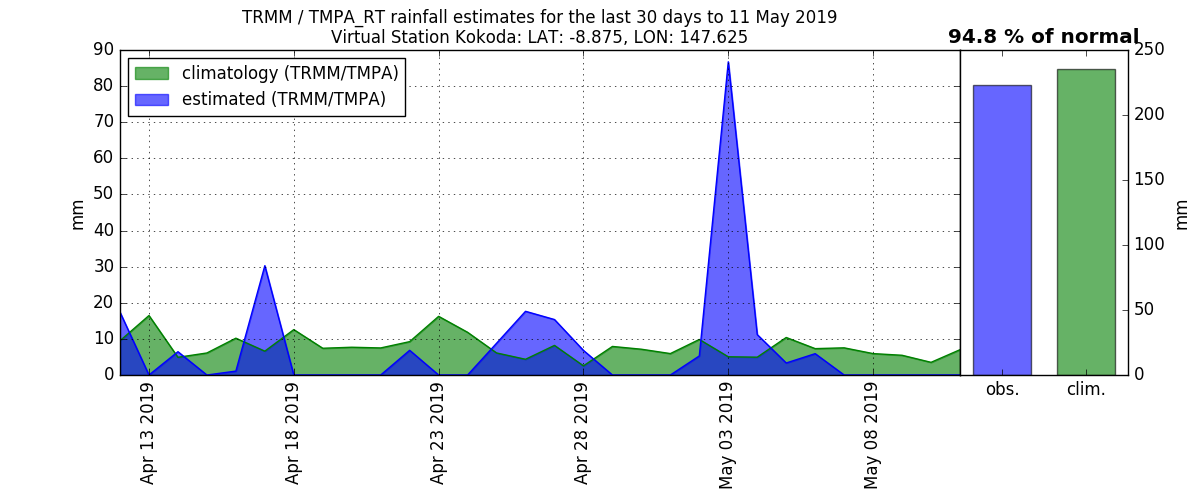 TRMM / TMPA_RT rainfall estimates for the last 30 days to 11 May 2019
Virtual Station Kokoda: LAT: -8.875, LON: 147.625
94.8 % of normal
climatology (TRMM/TMPA)
estimated (TRMM/TMPA)
90
80
70
60
50
40
30
20
10
0
mm
Apr 13 2019
Apr 18 2019
Apr 23 2019
Apr 28 2019
May 03 2019
May 08 2019
250
200
150
100
50
0
mm
obs.
clim.